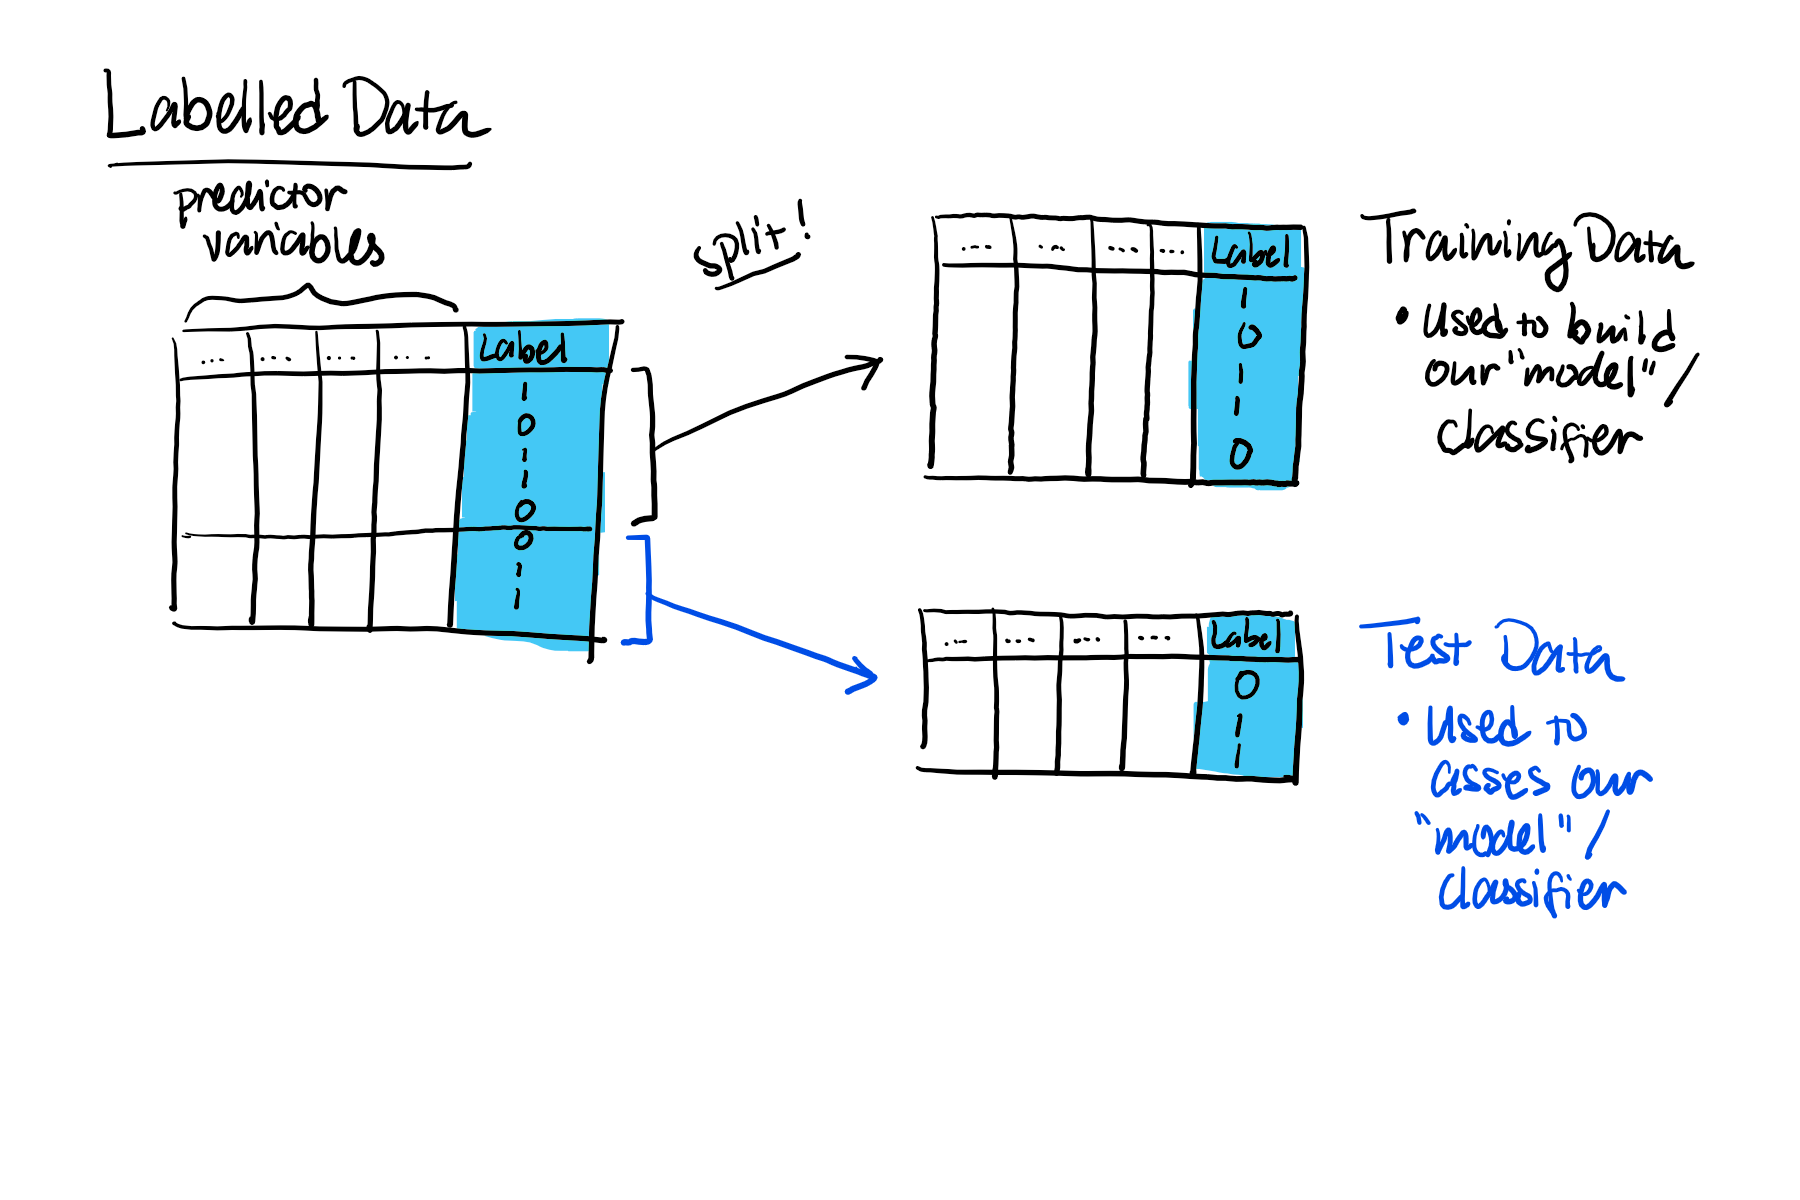 Labelled Data
predictor
variables
... ... ... ... Label
1
0
1
1
0
0
1
1
split!
... ... ... ... Label
1
0
1
1
0
Training Data
• Used to build
our "model" /
classifier
... ... ... ... Label
0
1
1
Test Data
• Used to
asses our
"model" /
classifier